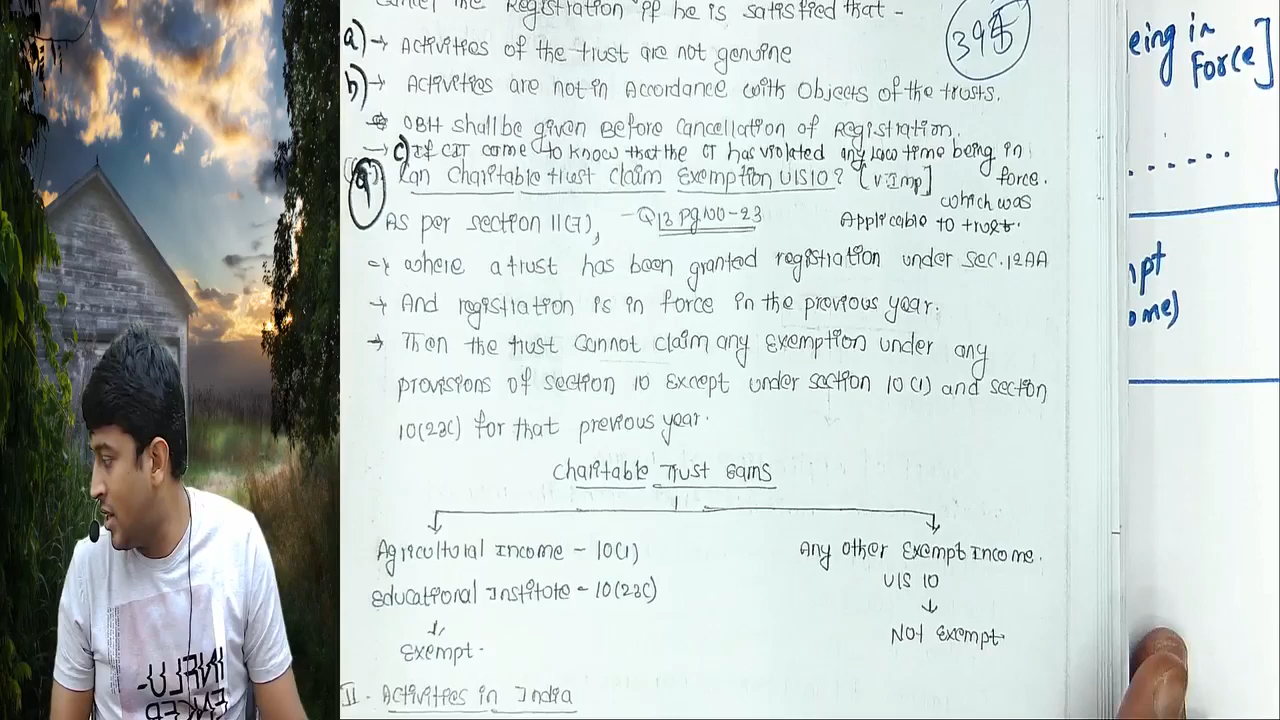 Cancel the Registration if he is satisfied that -
395
a) → Activities of the trust are not genuine
b) → Activities are not in Accordance with objects of the trusts.
→ OBH shall be given Before Cancellation of Registration.
→ c) If CIT come to know that the CT has violated any law time being in force.
which was
Applicable to trust.
Can Charitable trust claim Exemption U/S 10? [V.Imp]
As per section 11(7), - Q13 Pg No-23
→ where a trust has been granted registration under sec. 12AA
→ And registration is in force in the previous year.
→ Then the trust cannot claim any Exemption under any
provisions of section 10 Except under section 10(1) and section
10(23C) for that previous year.
Charitable Trust Earns
Agricultural Income - 10(1)
Educational Institute - 10(23C)
↓
Exempt.
Any other Exempt Income.
U/S 10
↓
Not Exempt
II. Activities in India
eing in
Force]
......
pt
ome)